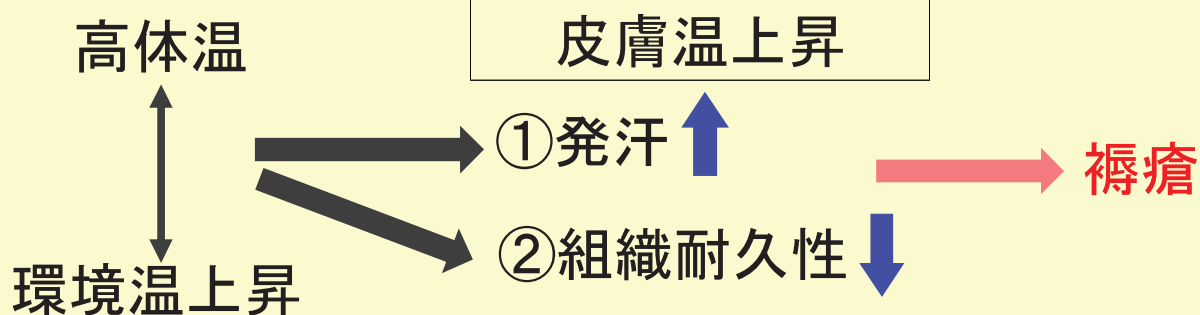 高体温
皮膚温上昇
①発汗
褥瘡
②組織耐久性
環境温上昇